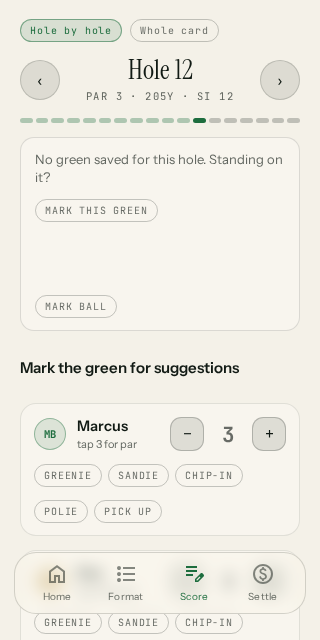 Hole by hole Whole card
‹ Hole 12 ›
PAR 3 · 205Y · SI 12
No green saved for this hole. Standing on
it?
MARK THIS GREEN
MARK BALL
Mark the green for suggestions
MB Marcus − 3 +
tap 3 for par
GREENIE SANDIE CHIP-IN
POLIE PICK UP
Home Format Score Settle
GREENIE SANDIE CHIP-IN